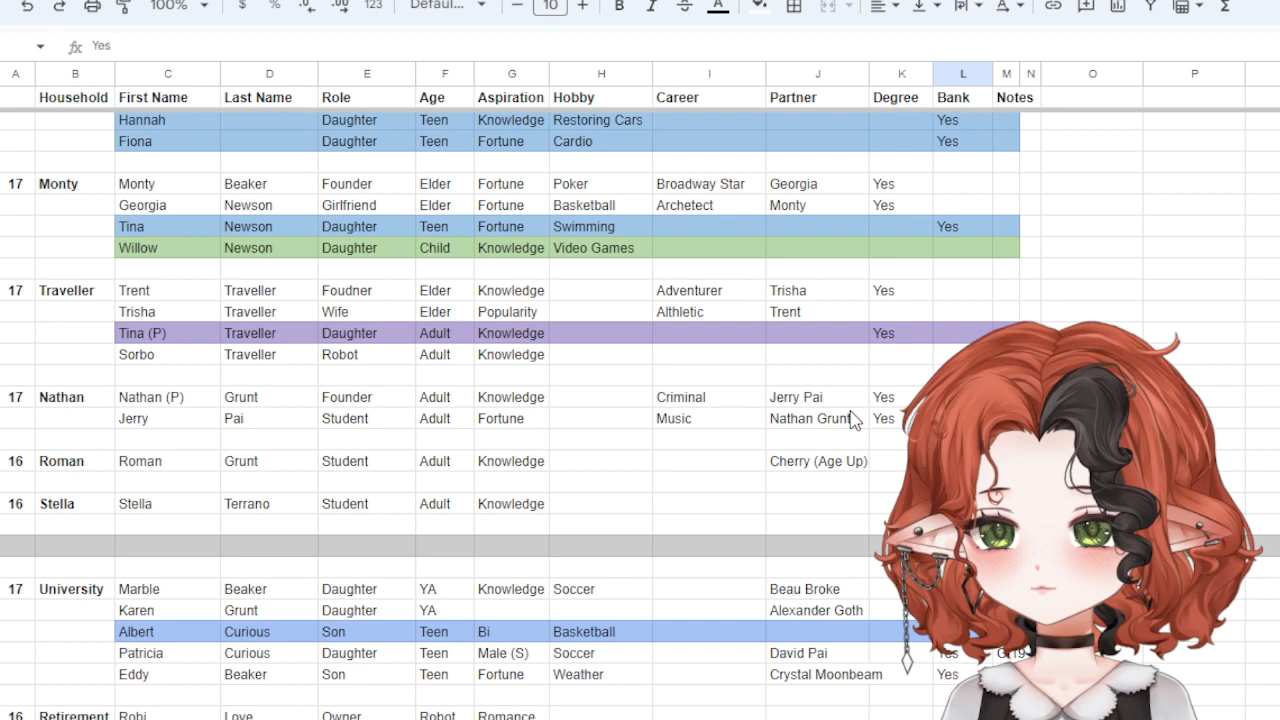 100% $ % .0 .00 123 Defaul... 10 B I A
fx Yes
A B C D E F G H I J K L M N O P
Household First Name Last Name Role Age Aspiration Hobby Career Partner Degree Bank Notes
Hannah Daughter Teen Knowledge Restoring Cars Yes
Fiona Daughter Teen Fortune Cardio Yes
17 Monty Monty Beaker Founder Elder Fortune Poker Broadway Star Georgia Yes
Georgia Newson Girlfriend Elder Fortune Basketball Archetect Monty Yes
Tina Newson Daughter Teen Fortune Swimming Yes
Willow Newson Daughter Child Knowledge Video Games
17 Traveller Trent Traveller Foudner Elder Knowledge Adventurer Trisha Yes
Trisha Traveller Wife Elder Popularity Althletic Trent
Tina (P) Traveller Daughter Adult Knowledge Yes
Sorbo Traveller Robot Adult Knowledge
17 Nathan Nathan (P) Grunt Founder Adult Knowledge Criminal Jerry Pai Yes
Jerry Pai Student Adult Fortune Music Nathan Grunt Yes
16 Roman Roman Grunt Student Adult Knowledge Cherry (Age Up)
16 Stella Stella Terrano Student Adult Knowledge
17 University Marble Beaker Daughter YA Knowledge Soccer Beau Broke
Karen Grunt Daughter YA Alexander Goth
Albert Curious Son Teen Bi Basketball
Patricia Curious Daughter Teen Male (S) Soccer David Pai Yes
Eddy Beaker Son Teen Fortune Weather Crystal Moonbeam Yes
16 Retirement Robi Love Owner Robot Romance